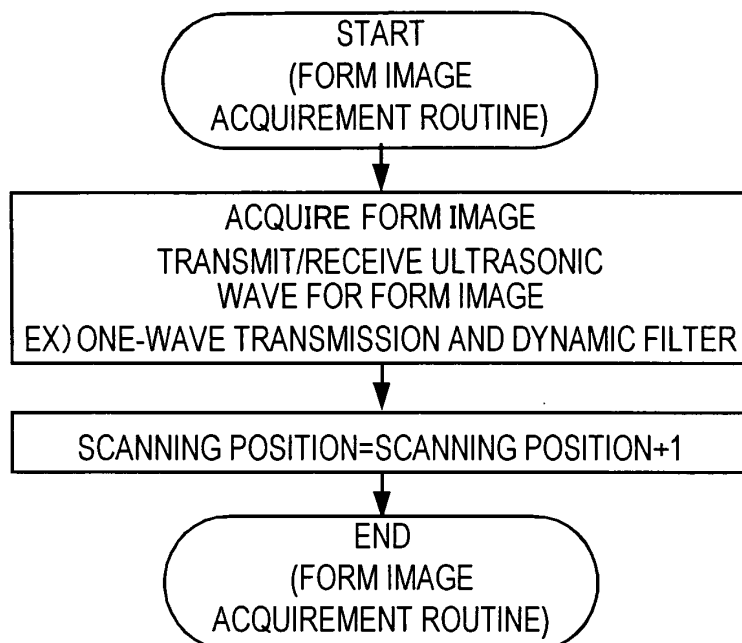 START
(FORM IMAGE
ACQUIREMENT ROUTINE)
ACQUIRE FORM IMAGE
TRANSMIT/RECEIVE ULTRASONIC
WAVE FOR FORM IMAGE
EX) ONE-WAVE TRANSMISSION AND DYNAMIC FILTER
SCANNING POSITION=SCANNING POSITION+1
END
(FORM IMAGE
ACQUIREMENT ROUTINE)